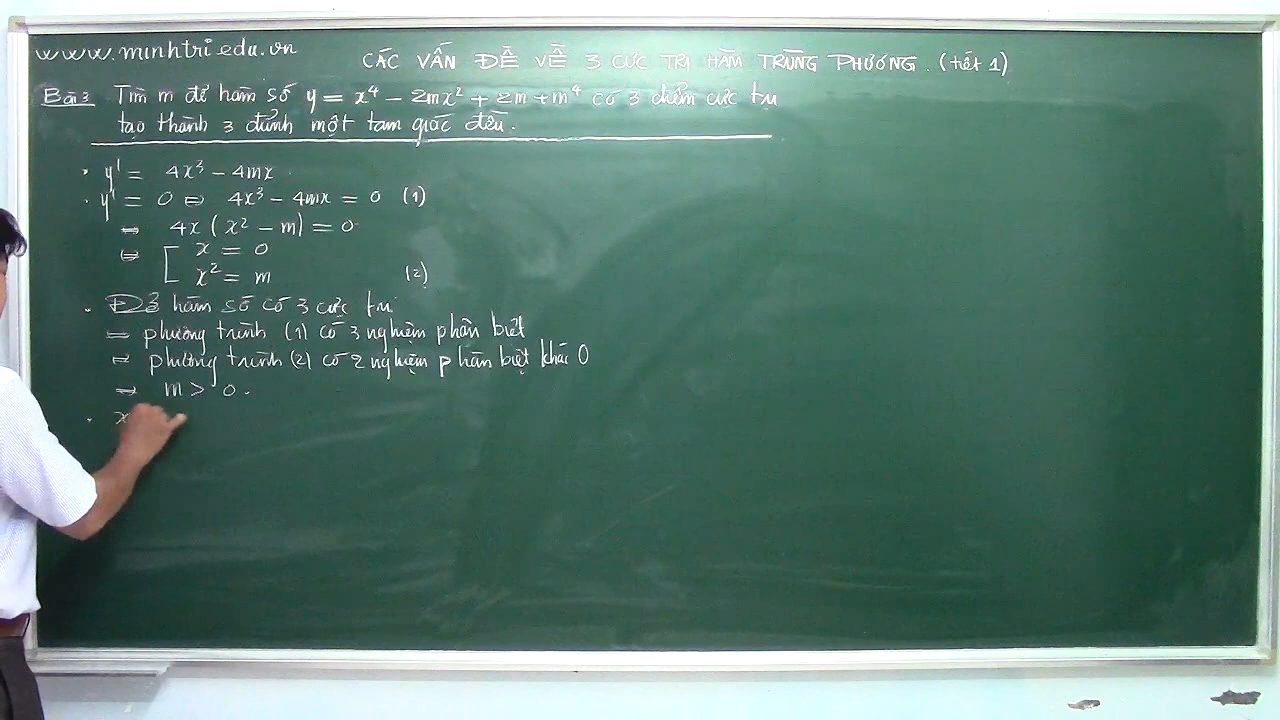 www.minhtriedu.vn
CÁC VẤN ĐỀ VỀ 3 CỰC TRỊ HÀM TRÙNG PHƯƠNG. (tiết 1)
Bài 3 Tìm m để hàm số y = x⁴ - 2mx² + 2m + m⁴ có 3 điểm cực trị
tạo thành 3 đỉnh một tam giác đều.
• y' = 4x³ - 4mx
• y' = 0 ⇔ 4x³ - 4mx = 0 (1)
⇔ 4x (x² - m) = 0
⇔ [ x = 0
x² = m (2)
• Để hàm số có 3 cực trị
⇔ phương trình (1) có 3 nghiệm phân biệt
⇔ phương trình (2) có 2 nghiệm phân biệt khác 0
⇔ m > 0.
• x